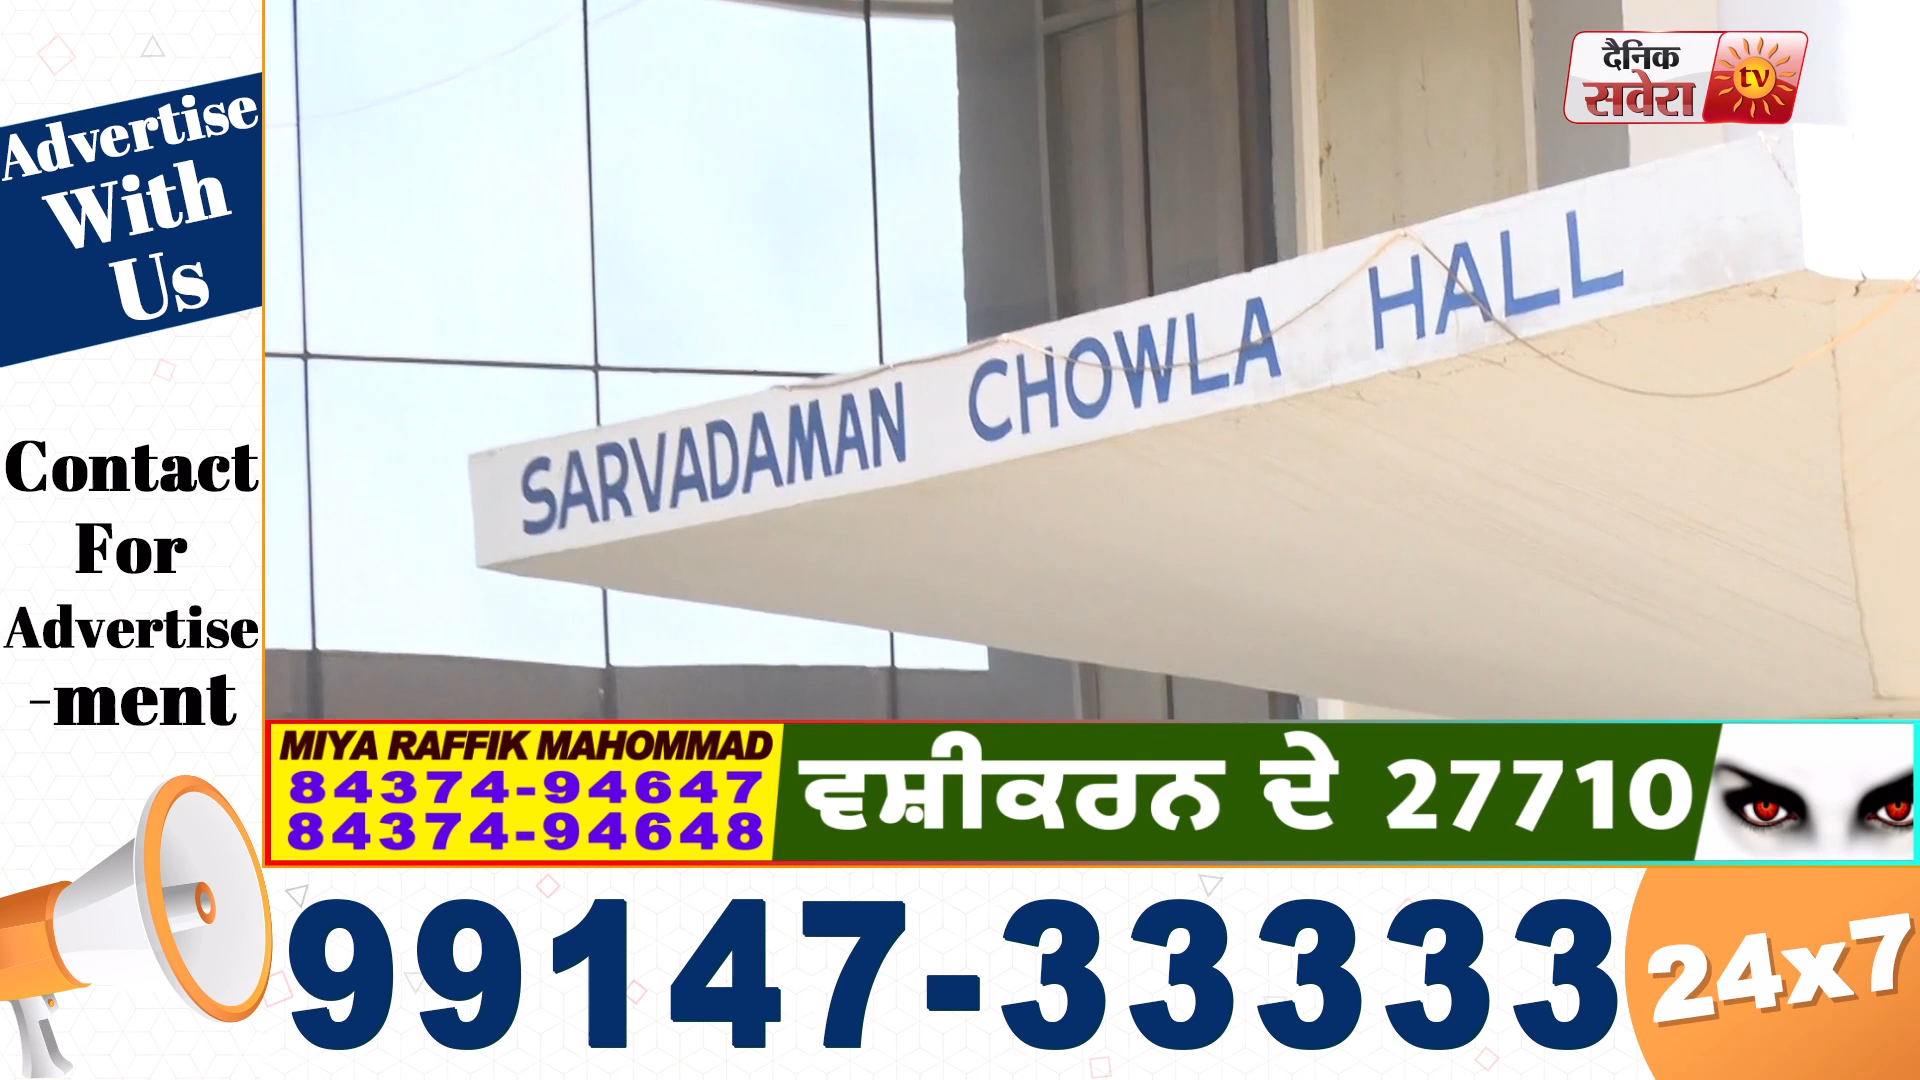 Advertise
With
Us
दैनिक
सवेरा
tv
SARVADAMAN CHOWLA HALL
Contact
For
Advertise
-ment
MIYA RAFFIK MAHOMMAD
84374-94647
84374-94648
ਵਸ਼ੀਕਰਨ ਦੇ 27710
99147-33333
24x7